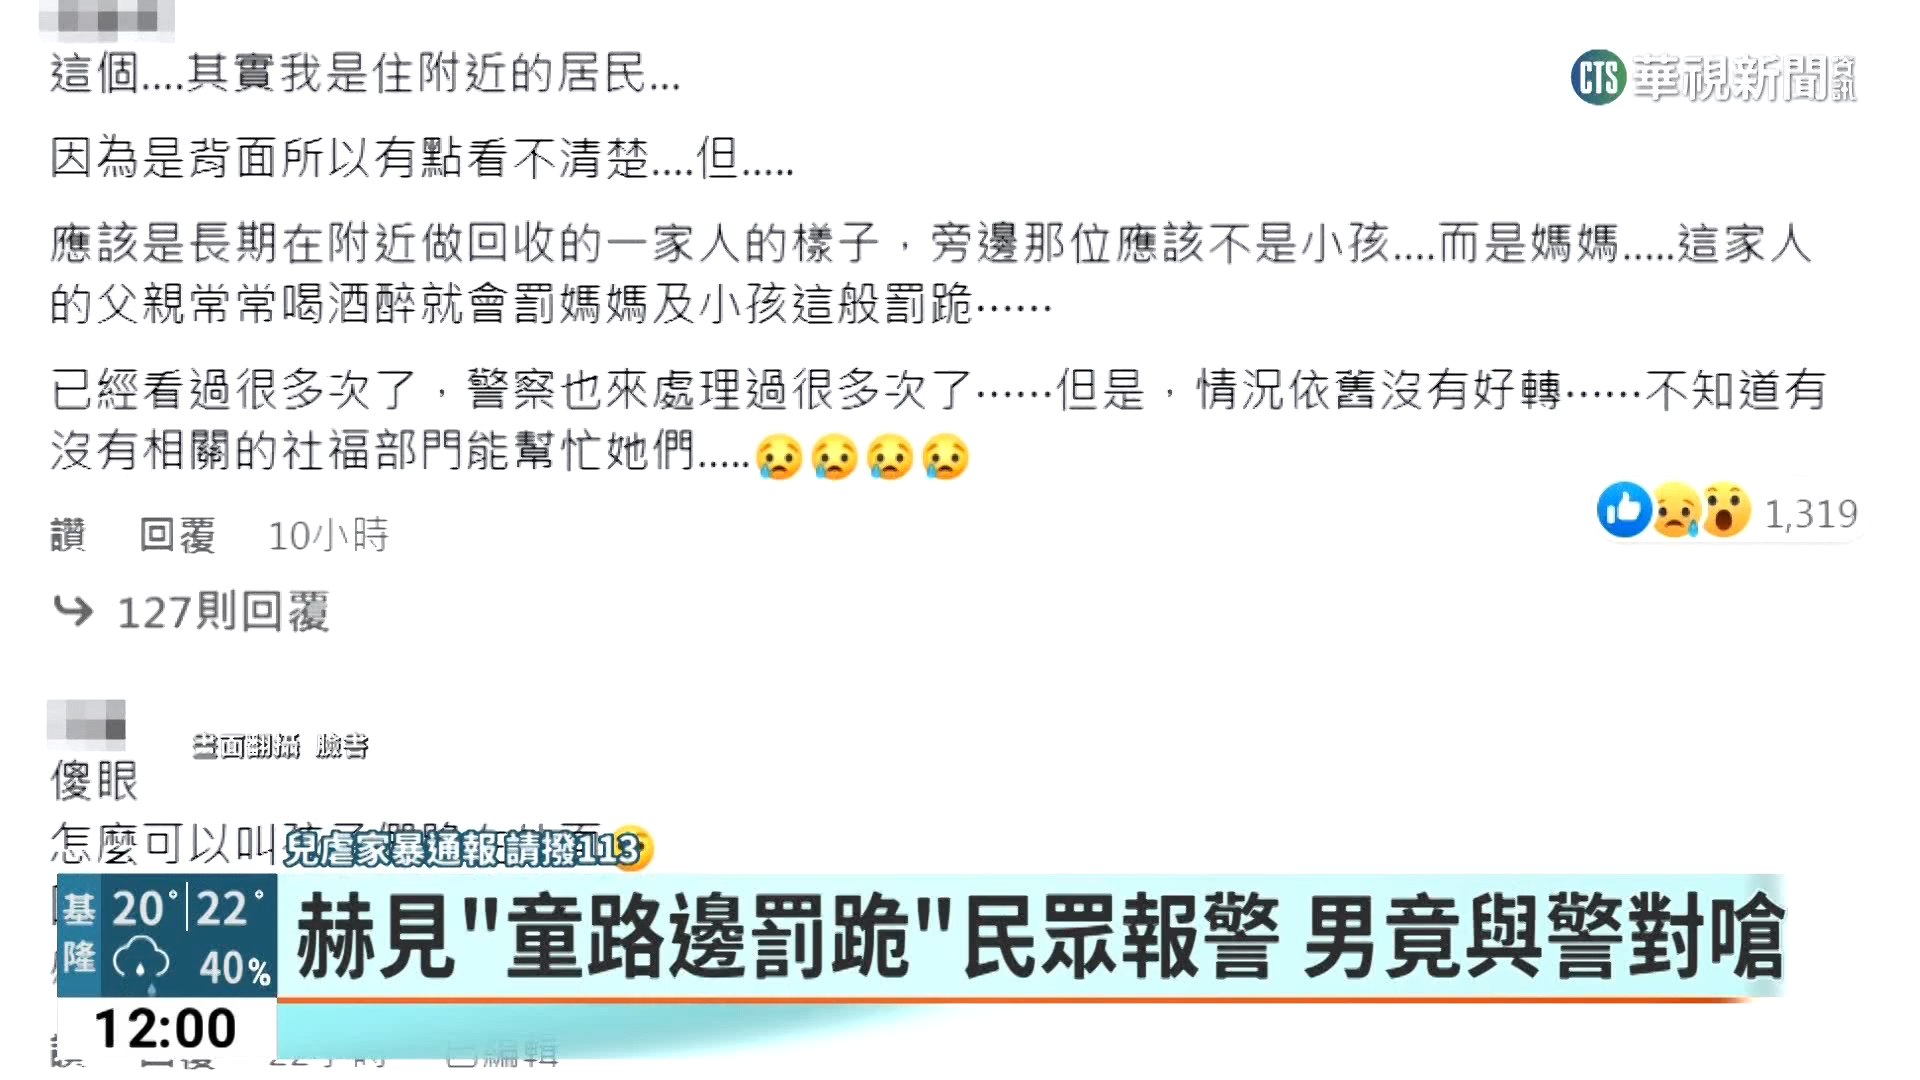 這個....其實我是住附近的居民...
CTS 華視新聞資訊
因為是背面所以有點看不清楚....但.....
應該是長期在附近做回收的一家人的樣子，旁邊那位應該不是小孩....而是媽媽.....這家人
的父親常常喝酒醉就會罰媽媽及小孩這般罰跪⋯⋯
已經看過很多次了，警察也來處理過很多次了⋯⋯但是，情況依舊沒有好轉⋯⋯不知道有
沒有相關的社福部門能幫忙她們.....😢😢😢😢
1,319
讚 回覆 10小時
127則回覆
畫面翻攝 臉書
傻眼
怎麼可以叫
兒虐家暴通報 請撥113
基隆 20° 22° 40%
赫見"童路邊罰跪"民眾報警 男竟與警對嗆
12:00
已編輯